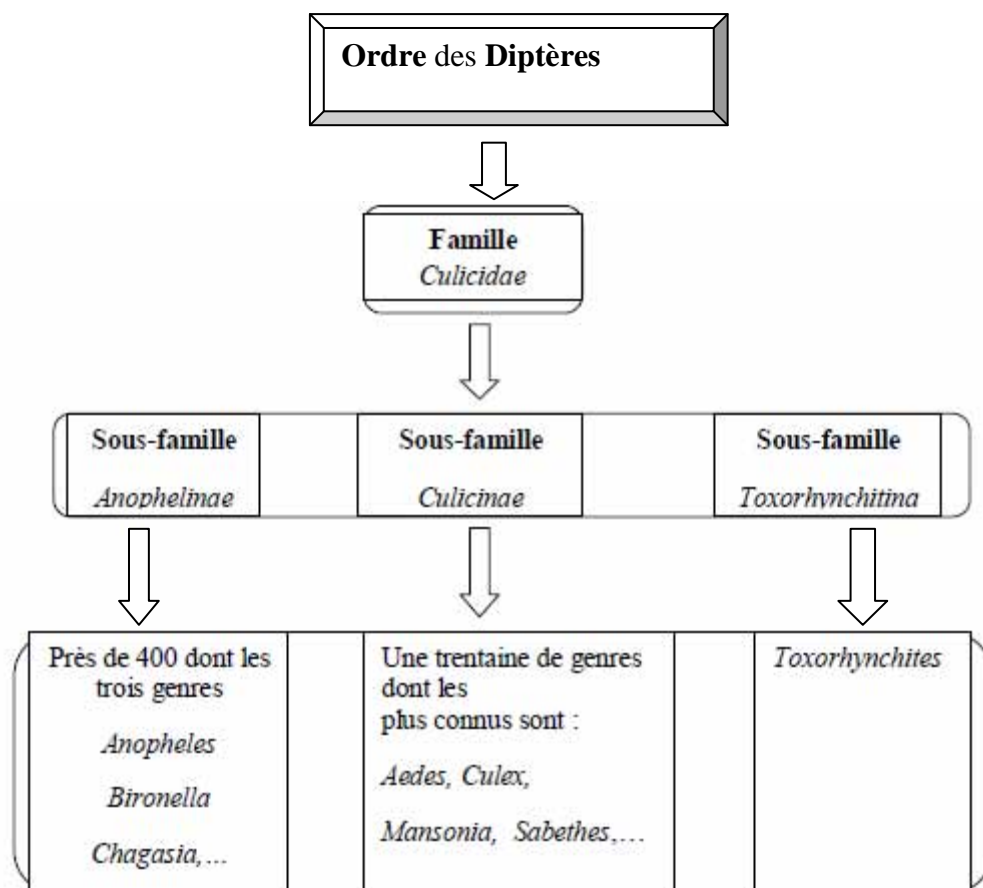 Ordre des Diptères
Famille
Culicidae
Sous-famille
Anophelinae
Sous-famille
Culicinae
Sous-famille
Toxorhynchitina
Près de 400 dont les
trois genres
Anopheles
Bironella
Chagasia,...
Une trentaine de genres
dont les
plus connus sont :
Aedes, Culex,
Mansonia, Sabethes,...
Toxorhynchites